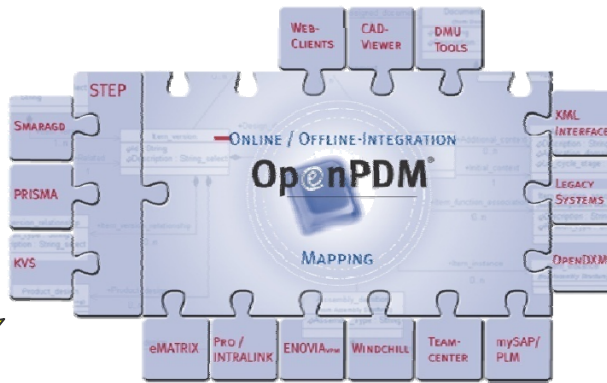 WEB-
CLIENTS
CAD-
VIEWER
DMU
TOOLS
STEP
SMARAGD
PRISMA
KVS
ONLINE / OFFLINE-INTEGRATION
OpenPDM®
MAPPING
XML
INTERFACE
LEGACY
SYSTEMS
OPENDXM
eMATRIX
PRO /
INTRALINK
ENOVIAVPM
WINDCHILL
TEAM-
CENTER
mySAP/
PLM